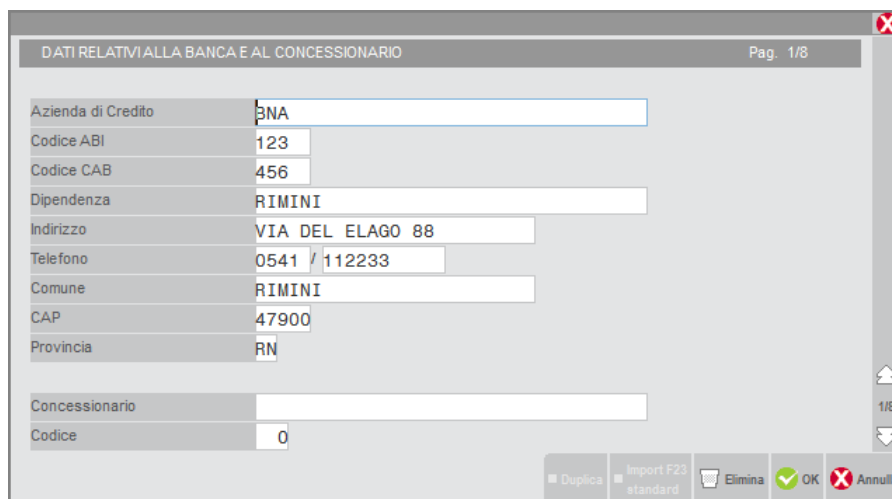 DATI RELATIVI ALLA BANCA E AL CONCESSIONARIO Pag. 1/8
Azienda di Credito BNA
Codice ABI 123
Codice CAB 456
Dipendenza RIMINI
Indirizzo VIA DEL ELAGO 88
Telefono 0541 / 112233
Comune RIMINI
CAP 47900
Provincia RN
Concessionario
1/8
Codice 0
Duplica Import F23 standard Elimina OK Annull